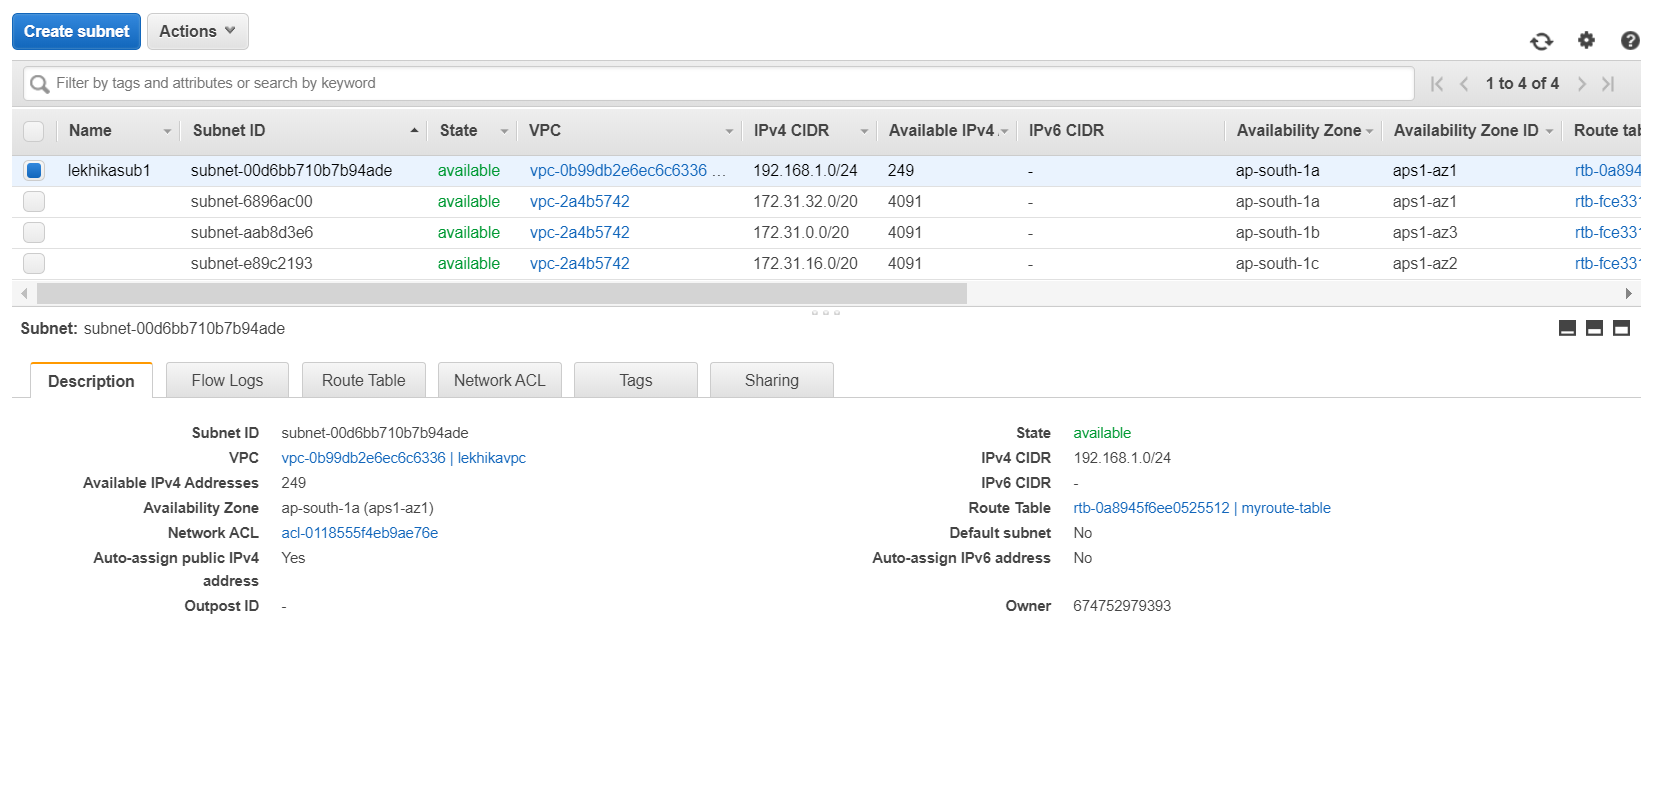 Create subnet Actions
Filter by tags and attributes or search by keyword 1 to 4 of 4
Name Subnet ID State VPC IPv4 CIDR Available IPv4 IPv6 CIDR Availability Zone Availability Zone ID Route tab
lekhikasub1 subnet-00d6bb710b7b94ade available vpc-0b99db2e6ec6c6336 ... 192.168.1.0/24 249 - ap-south-1a aps1-az1 rtb-0a894
subnet-6896ac00 available vpc-2a4b5742 172.31.32.0/20 4091 - ap-south-1a aps1-az1 rtb-fce331
subnet-aab8d3e6 available vpc-2a4b5742 172.31.0.0/20 4091 - ap-south-1b aps1-az3 rtb-fce331
subnet-e89c2193 available vpc-2a4b5742 172.31.16.0/20 4091 - ap-south-1c aps1-az2 rtb-fce331
Subnet: subnet-00d6bb710b7b94ade
Description Flow Logs Route Table Network ACL Tags Sharing
Subnet ID subnet-00d6bb710b7b94ade State available
VPC vpc-0b99db2e6ec6c6336 | lekhikavpc IPv4 CIDR 192.168.1.0/24
Available IPv4 Addresses 249 IPv6 CIDR -
Availability Zone ap-south-1a (aps1-az1) Route Table rtb-0a8945f6ee0525512 | myroute-table
Network ACL acl-0118555f4eb9ae76e Default subnet No
Auto-assign public IPv4 Yes Auto-assign IPv6 address No
address
Outpost ID - Owner 674752979393